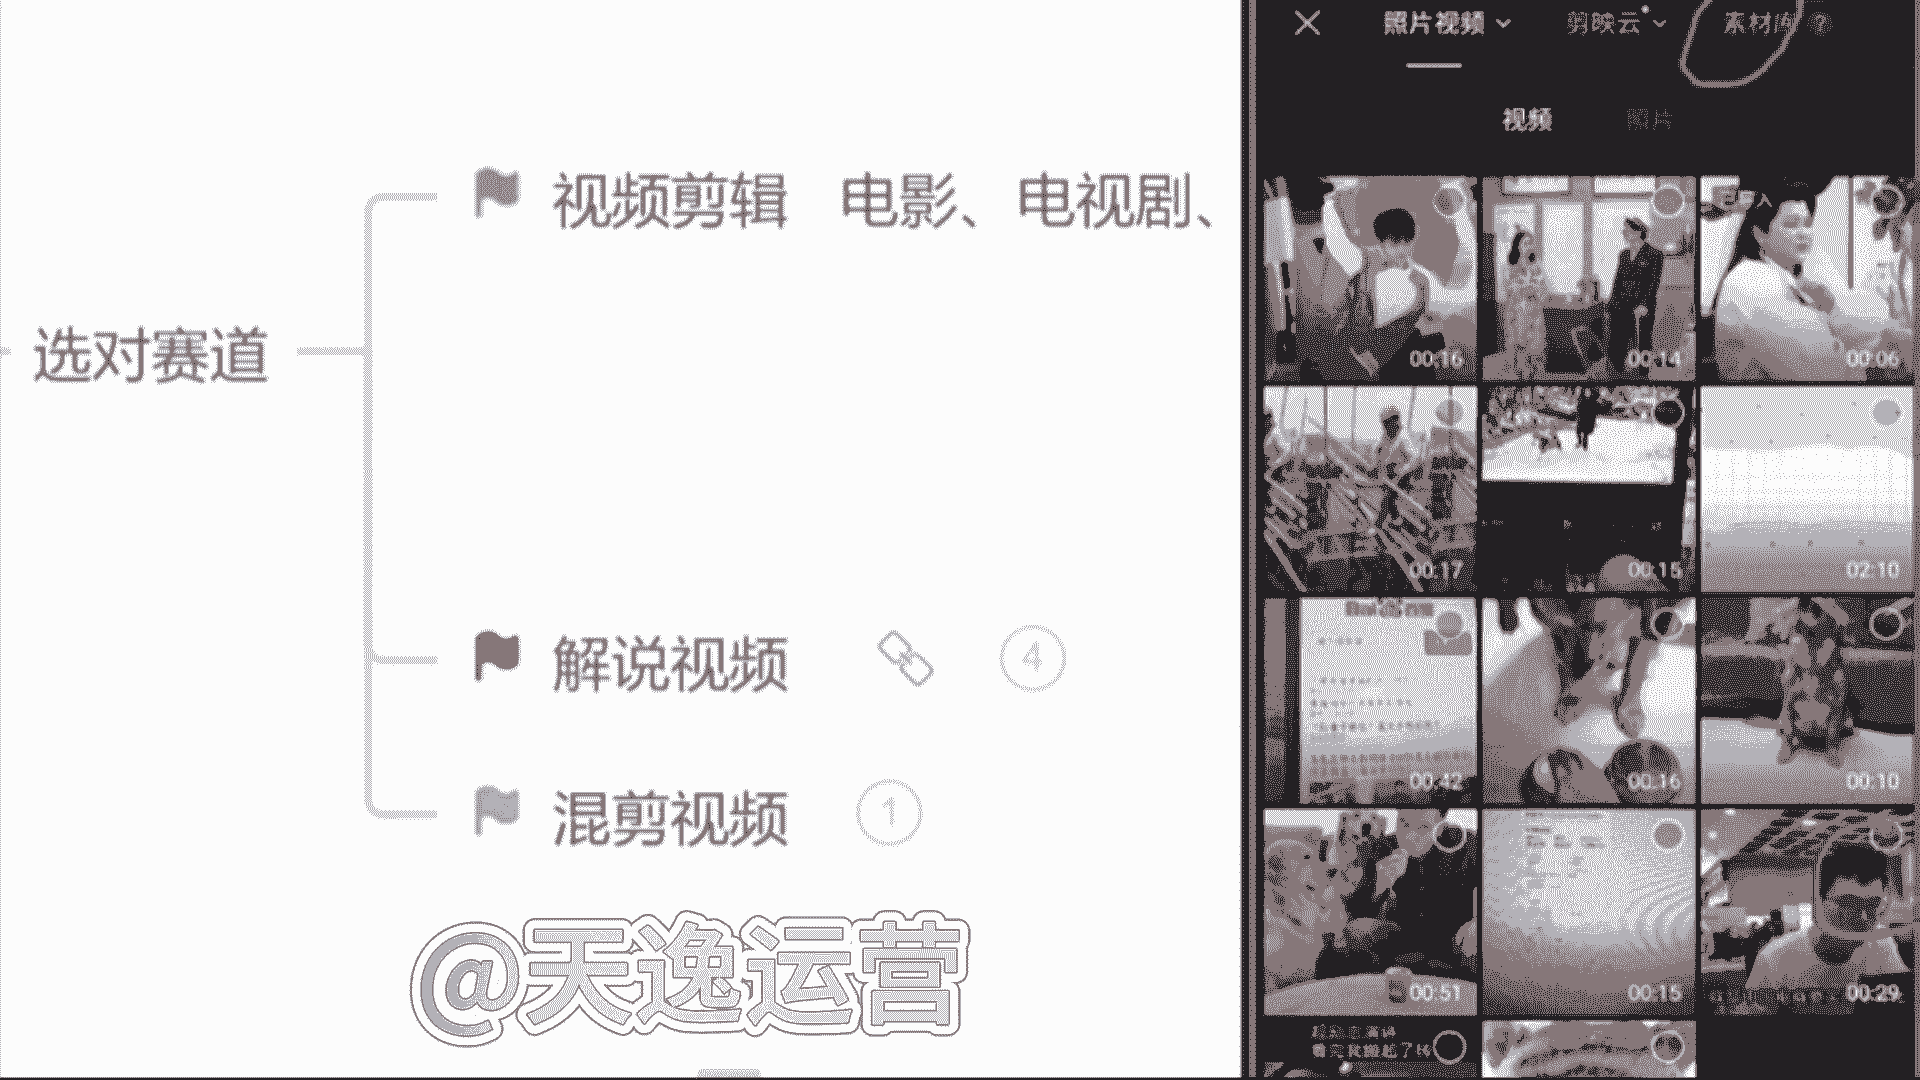 选对赛道
视频剪辑 电影、电视剧、
解说视频 4
混剪视频 1
@天逸运营
照片视频 剪映云 素材库 ?
视频 照片
00:16 00:14 00:06
00:17 00:15 02:10
00:42 00:16 00:10
00:51 00:15 00:29